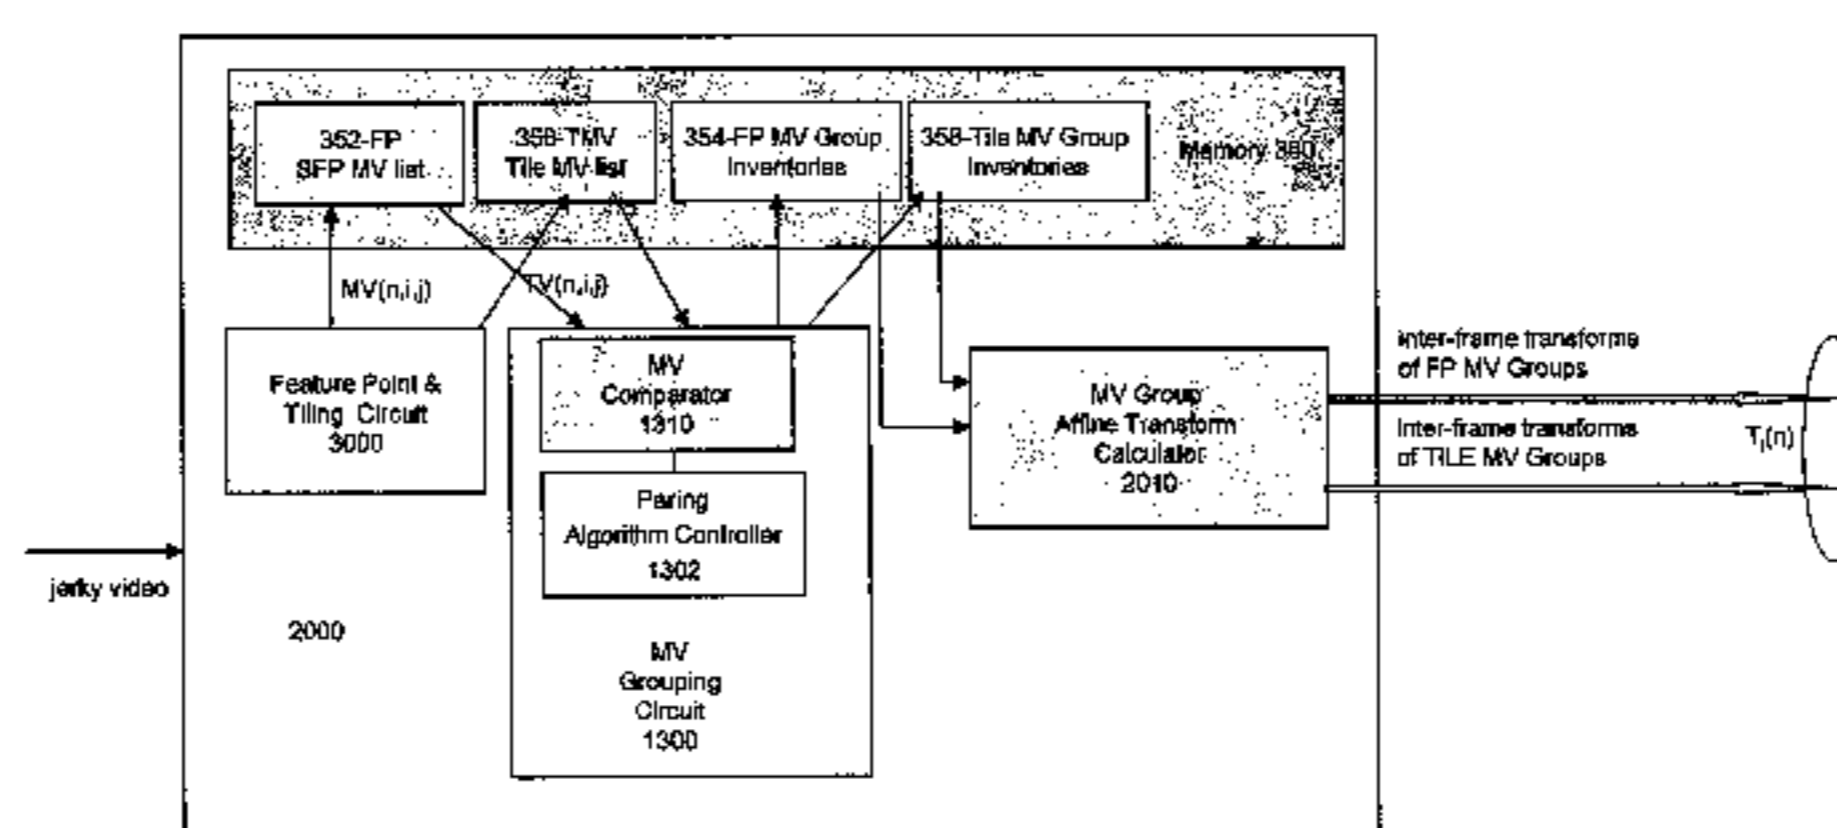 352-FP
SFP MV list
356-TMV
Tile MV list
354-FP MV Group
Inventories
358-Tile MV Group
Inventories
Memory
MV(n,i,j)
TV(n,i,j)
Feature Point &
Tiling Circuit
3000
MV
Comparator
1310
Paring
Algorithm Controller
1302
MV
Grouping
Circuit
1300
MV Group
Affine Transform
Calculator
2010
Inter-frame transforms
of FP MV Groups
Inter-frame transforms
of TILE MV Groups
Tj(n)
jerky video
2000